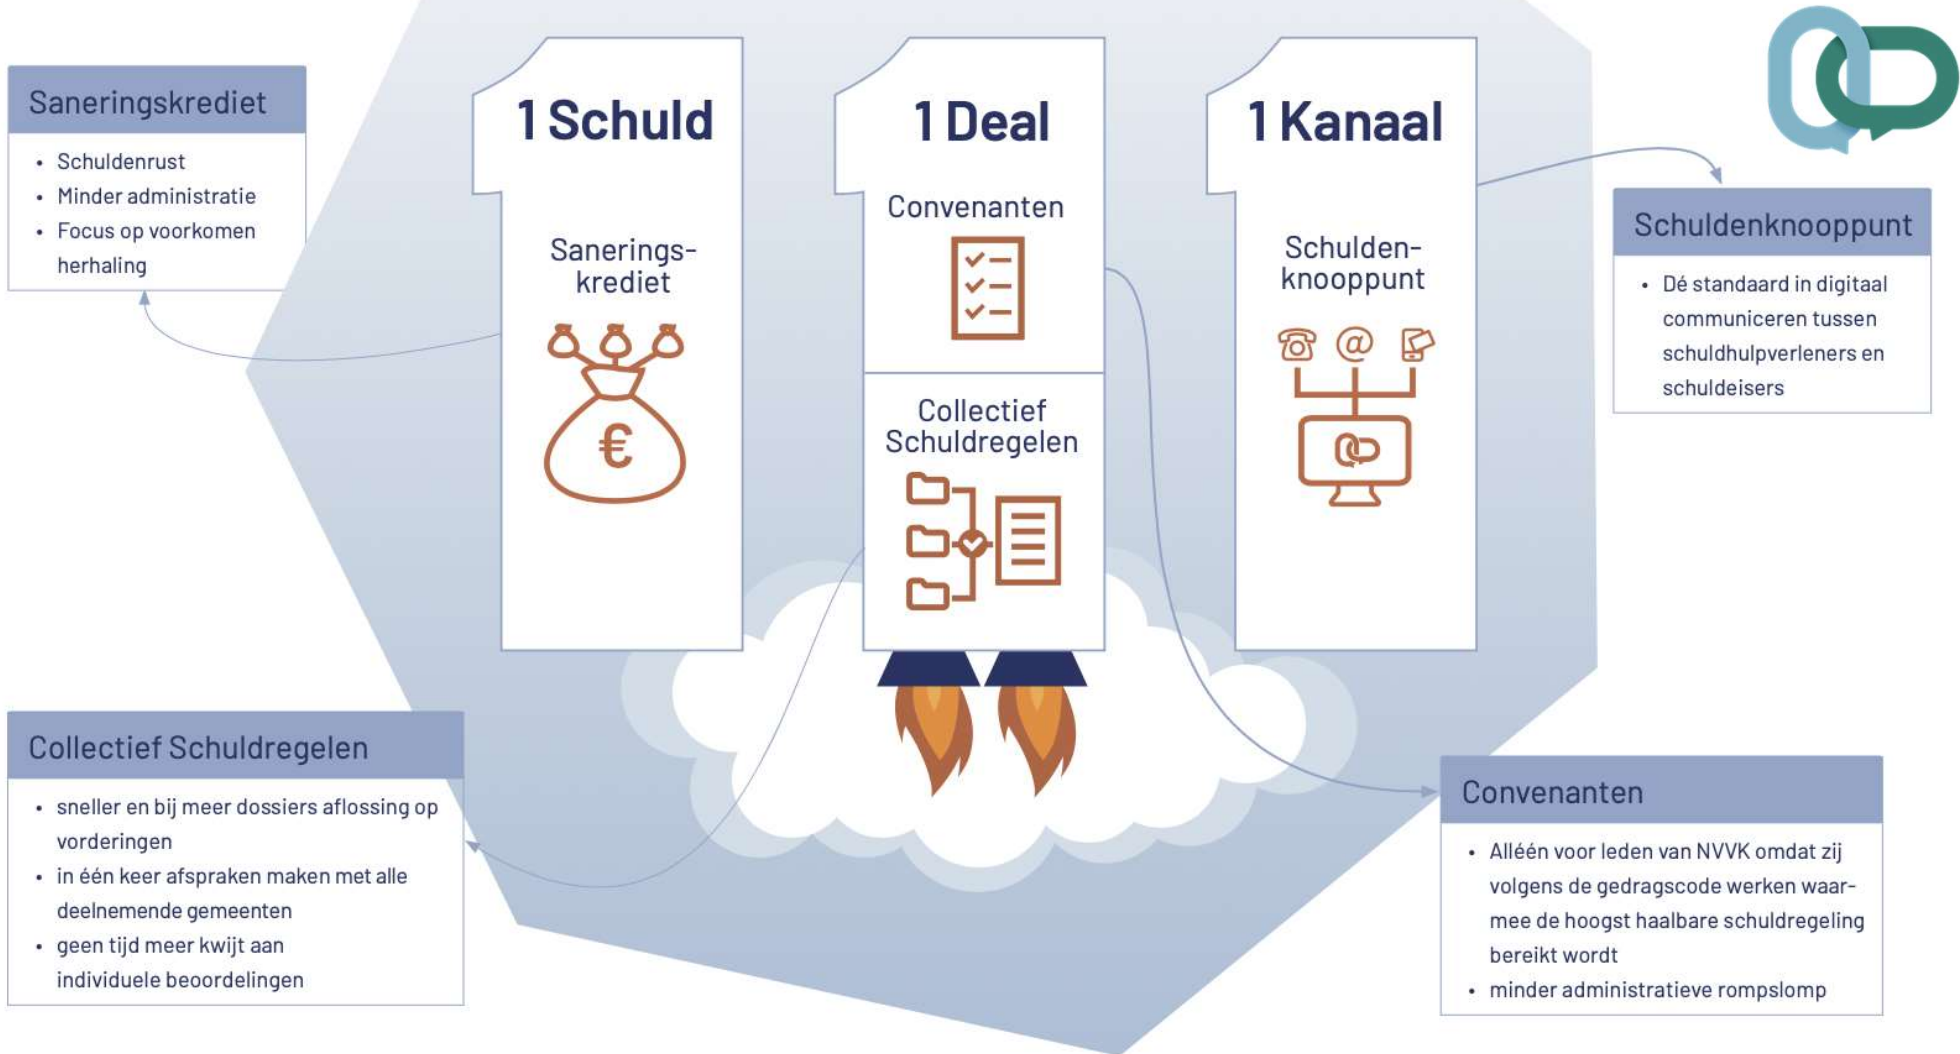 Saneringskrediet
• Schuldenrust
• Minder administratie
• Focus op voorkomen
herhaling
1 Schuld
Sanerings-
krediet
€
1 Deal
Convenanten
Collectief
Schuldregelen
1 Kanaal
Schulden-
knooppunt
@
Schuldenknooppunt
• Dé standaard in digitaal
communiceren tussen
schuldhulpverleners en
schuldeisers
Collectief Schuldregelen
• sneller en bij meer dossiers aflossing op
vorderingen
• in één keer afspraken maken met alle
deelnemende gemeenten
• geen tijd meer kwijt aan
individuele beoordelingen
Convenanten
• Alléén voor leden van NVVK omdat zij
volgens de gedragscode werken waar-
mee de hoogst haalbare schuldregeling
bereikt wordt
• minder administratieve rompslomp